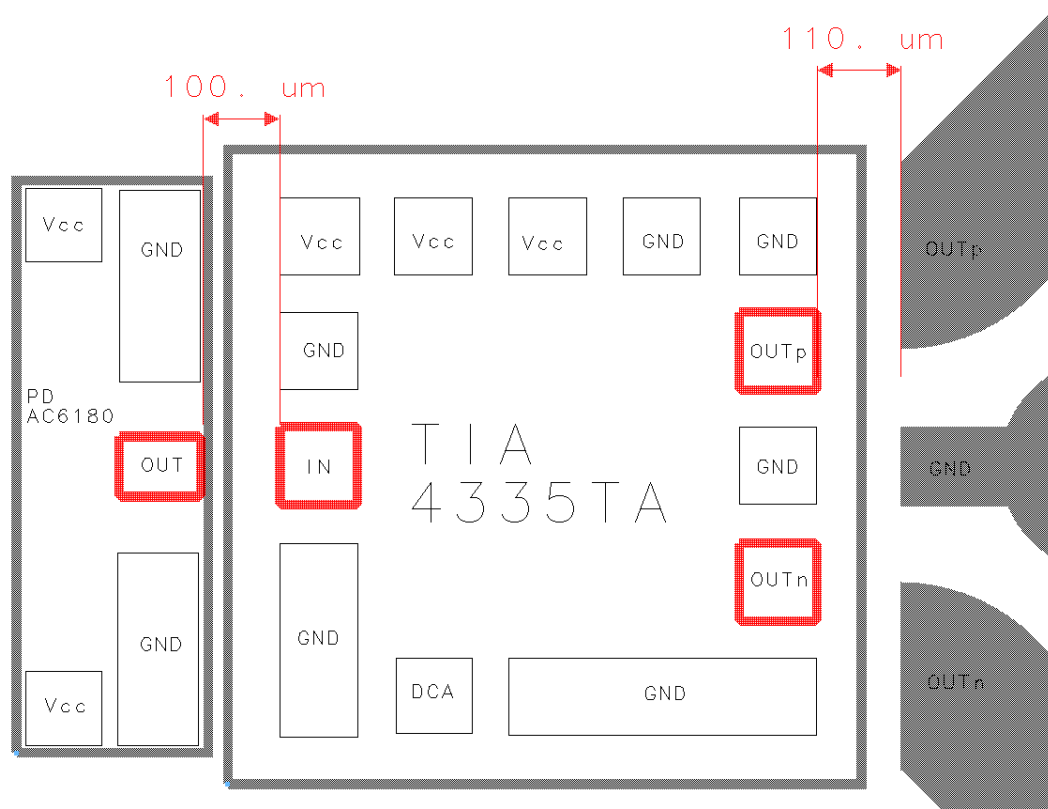 110. um
100. um
Vcc
GND
Vcc
Vcc
Vcc
GND
GND
OUTp
GND
OUTp
PD
AC6180
OUT
IN
TIA
4335TA
GND
GND
OUTn
GND
GND
DCA
GND
OUTn
Vcc